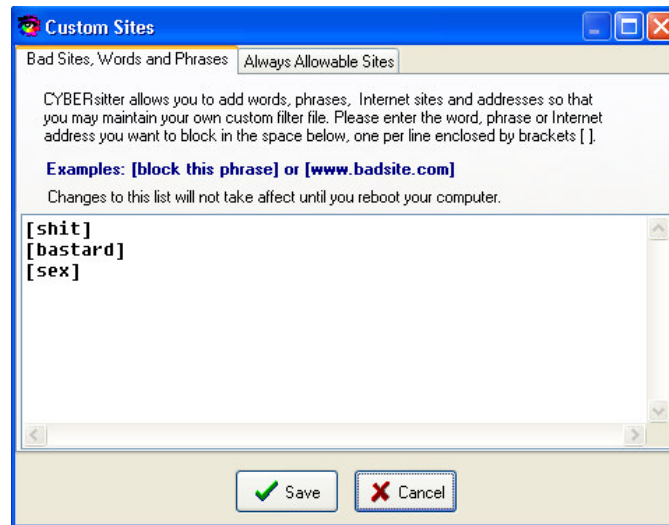 Custom Sites
Bad Sites, Words and Phrases
Always Allowable Sites
CYBERsitter allows you to add words, phrases, Internet sites and addresses so that
you may maintain your own custom filter file. Please enter the word, phrase or Internet
address you want to block in the space below, one per line enclosed by brackets [ ].
Examples: [block this phrase] or [www.badsite.com]
Changes to this list will not take affect until you reboot your computer.
[shit]
[bastard]
[sex]
Save
Cancel